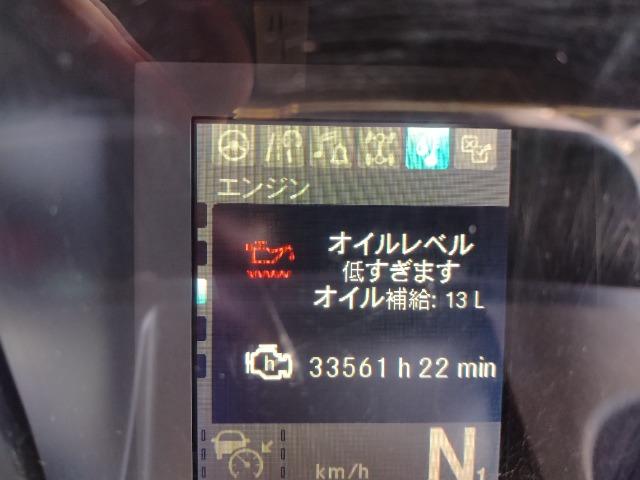 エンジン
オイルレベル
低すぎます
オイル補給: 13 L
h 33561 h 22 min
km/h N1